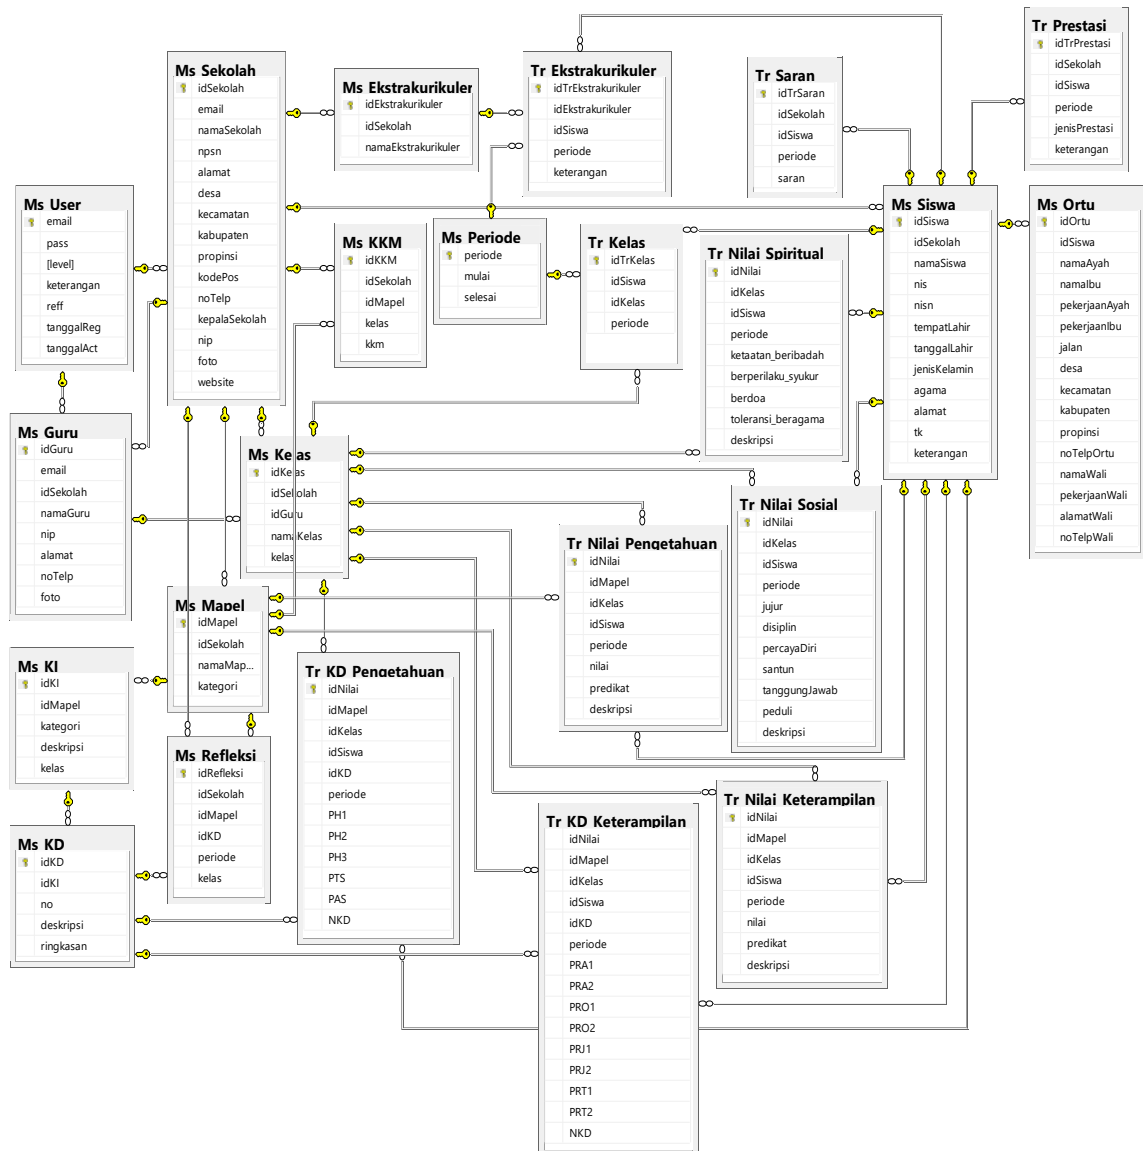 Ms Sekolah
idSekolah
email
namaSekolah
npsn
alamat
desa
kecamatan
kabupaten
propinsi
kodePos
noTelp
kepalaSekolah
nip
foto
website
Ms Ekstrakurikuler
idEkstrakurikuler
idSekolah
namaEkstrakurikuler
Tr Ekstrakurikuler
idTrEkstrakurikuler
idEkstrakurikuler
idSiswa
periode
keterangan
Tr Saran
idTrSaran
idSekolah
idSiswa
periode
saran
Tr Prestasi
idTrPrestasi
idSekolah
idSiswa
periode
jenisPrestasi
keterangan
Ms User
email
pass
[level]
keterangan
reff
tanggalReg
tanggalAct
Ms KKM
idKKM
idSekolah
idMapel
kelas
kkm
Ms Periode
periode
mulai
selesai
Tr Kelas
idTrKelas
idSiswa
idKelas
periode
Tr Nilai Spiritual
idNilai
idKelas
idSiswa
periode
ketaatan_beribadah
berperilaku_syukur
berdoa
toleransi_beragama
deskripsi
Ms Siswa
idSiswa
idSekolah
namaSiswa
nis
nisn
tempatLahir
tanggalLahir
jenisKelamin
agama
alamat
tk
keterangan
Ms Ortu
idOrtu
idSiswa
namaAyah
namaIbu
pekerjaanAyah
pekerjaanIbu
jalan
desa
kecamatan
kabupaten
propinsi
noTelpOrtu
namaWali
pekerjaanWali
alamatWali
noTelpWali
Ms Guru
idGuru
email
idSekolah
namaGuru
nip
alamat
noTelp
foto
Ms Kelas
idKelas
idSekolah
idGuru
namaKelas
kelas
Tr Nilai Pengetahuan
idNilai
idMapel
idKelas
idSiswa
periode
nilai
predikat
deskripsi
Tr Nilai Sosial
idNilai
idKelas
idSiswa
periode
jujur
disiplin
percayaDiri
santun
tanggungJawab
peduli
deskripsi
Ms Mapel
idMapel
idSekolah
namaMap...
kategori
Ms KI
idKI
idMapel
kategori
deskripsi
kelas
Tr KD Pengetahuan
idNilai
idMapel
idKelas
idSiswa
idKD
periode
PH1
PH2
PH3
PTS
PAS
NKD
Ms Refleksi
idRefleksi
idSekolah
idMapel
idKD
periode
kelas
Ms KD
idKD
idKI
no
deskripsi
ringkasan
Tr KD Keterampilan
idNilai
idMapel
idKelas
idSiswa
idKD
periode
PRA1
PRA2
PRO1
PRO2
PRJ1
PRJ2
PRT1
PRT2
NKD
Tr Nilai Keterampilan
idNilai
idMapel
idKelas
idSiswa
periode
nilai
predikat
deskripsi